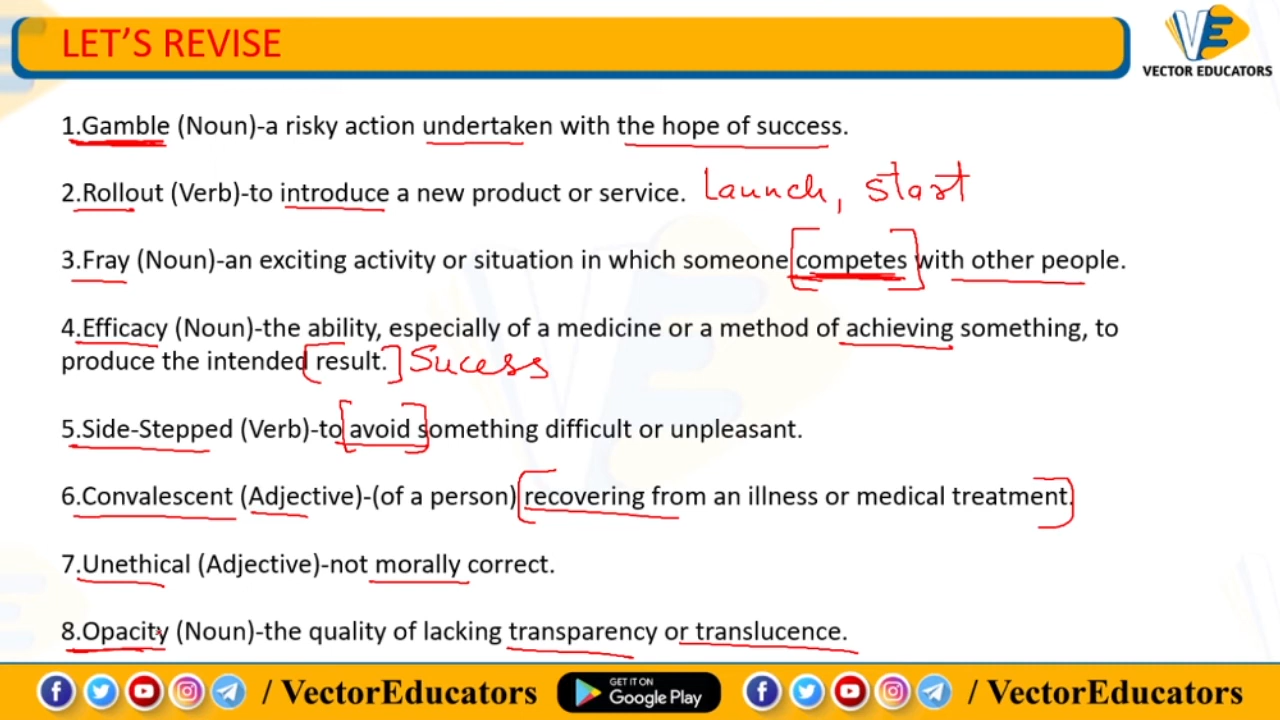 LET'S REVISE
VE
VECTOR EDUCATORS
1.Gamble (Noun)-a risky action undertaken with the hope of success.
2.Rollout (Verb)-to introduce a new product or service. Launch, start
3.Fray (Noun)-an exciting activity or situation in which someone [competes] with other people.
4.Efficacy (Noun)-the ability, especially of a medicine or a method of achieving something, to
produce the intended [result.] Sucess
5.Side-Stepped (Verb)-to [avoid] something difficult or unpleasant.
6.Convalescent (Adjective)-(of a person) [recovering from an illness or medical treatment.]
7.Unethical (Adjective)-not morally correct.
8.Opacity (Noun)-the quality of lacking transparency or translucence.
/ VectorEducators GET IT ON Google Play / VectorEducators